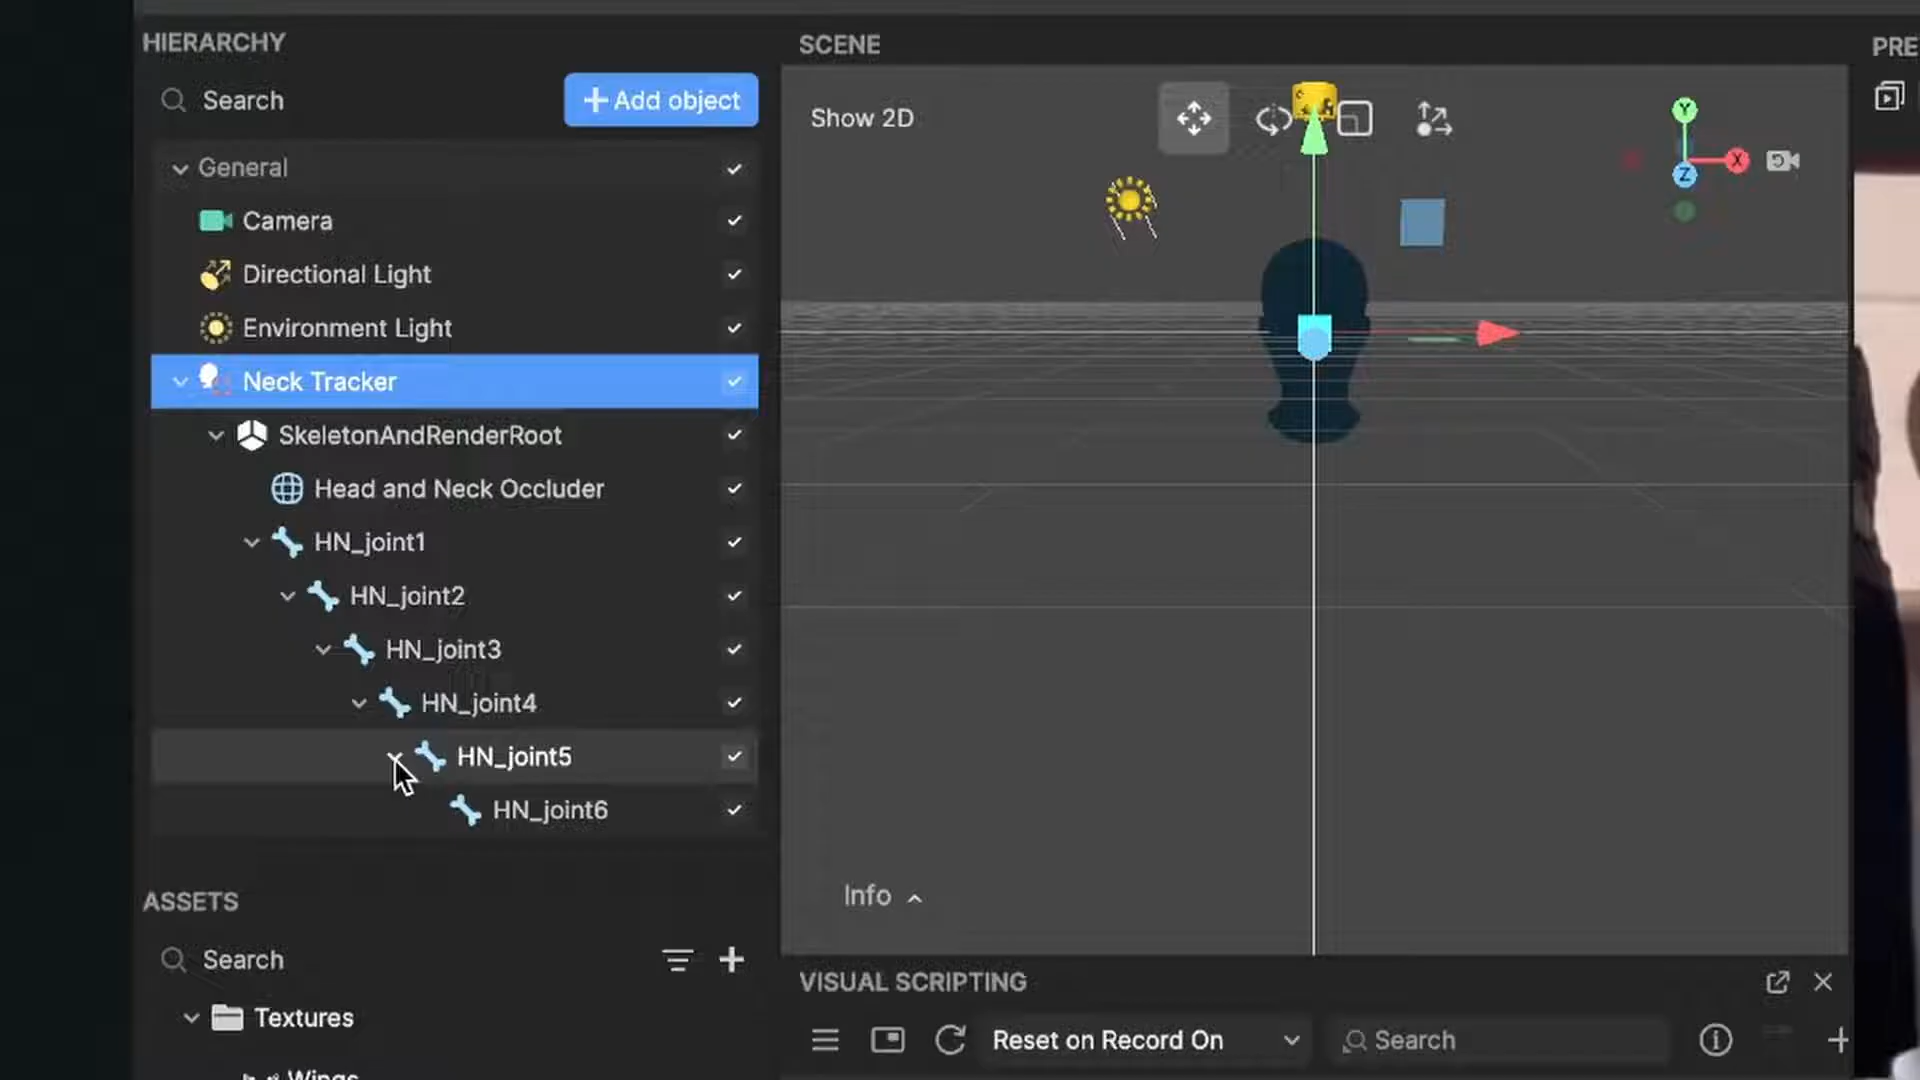 HIERARCHY
Search
+ Add object
General
Camera
Directional Light
Environment Light
Neck Tracker
SkeletonAndRenderRoot
Head and Neck Occluder
HN_joint1
HN_joint2
HN_joint3
HN_joint4
HN_joint5
HN_joint6
ASSETS
Search
Textures
Wings
SCENE
Show 2D
Y
X
Z
Info
VISUAL SCRIPTING
Reset on Record On
Search
PRE